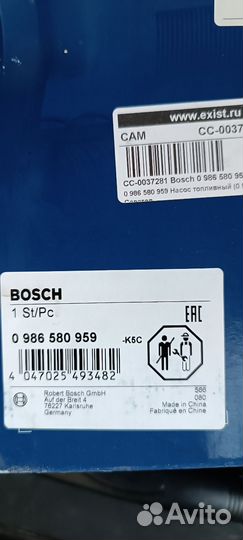 www.exist.ru
CAM CC-0037
CC-0037281 Bosch 0 986 580 95
0 986 580 959 Насос топливный (0.
BOSCH
1 St/Pc
0 986 580 959 -K5C
EAC
4 047025 493482
Robert Bosch GmbH
Auf der Breit 4
76227 Karlsruhe
Germany
586
080
Made in China
Fabriqué en Chine
Avito